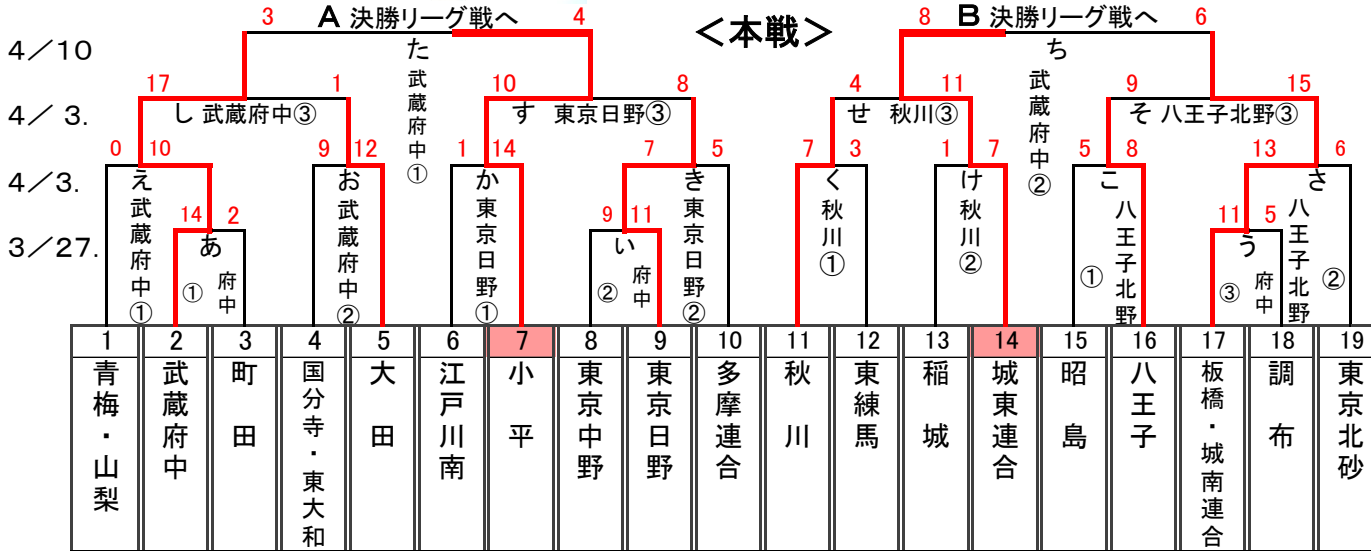 3 A 決勝リーグ戦へ 4 <本戦> 8 B 決勝リーグ戦へ 6
4/10 た ち
武蔵府中① 武蔵府中②
17 1 10 8 4 11 9 15
4/ 3. し 武蔵府中③ す 東京日野③ せ 秋川③ そ 八王子北野③
0 10 9 12 1 14 7 5 7 3 1 7 5 8 13 6
4/3. え お か き く け こ さ
武蔵府中① 武蔵府中② 東京日野① 東京日野② 秋川① 秋川② 八王子北野① 八王子北野②
14 2 9 11 11 5
3/27. あ い う
①府中 ②府中 ③府中
1 2 3 4 5 6 7 8 9 10 11 12 13 14 15 16 17 18 19
青梅・山梨
武蔵府中
町田
国分寺・東大和
大田
江戸川南
小平
東京中野
東京日野
多摩連合
秋川
東練馬
稲城
城東連合
昭島
八王子
板橋・城南連合
調布
東京北砂